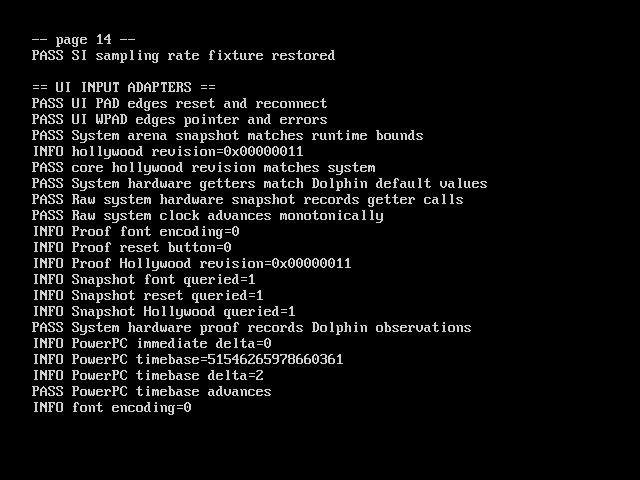 -- page 14 --
PASS SI sampling rate fixture restored

== UI INPUT ADAPTERS ==
PASS UI PAD edges reset and reconnect
PASS UI WPAD edges pointer and errors
PASS System arena snapshot matches runtime bounds
INFO hollywood revision=0x00000011
PASS core hollywood revision matches system
PASS System hardware getters match Dolphin default values
PASS Raw system hardware snapshot records getter calls
PASS Raw system clock advances monotonically
INFO Proof font encoding=0
INFO Proof reset button=0
INFO Proof Hollywood revision=0x00000011
INFO Snapshot font queried=1
INFO Snapshot reset queried=1
INFO Snapshot Hollywood queried=1
PASS System hardware proof records Dolphin observations
INFO PowerPC immediate delta=0
INFO PowerPC timebase=51546265978660361
INFO PowerPC timebase delta=2
PASS PowerPC timebase advances
INFO font encoding=0